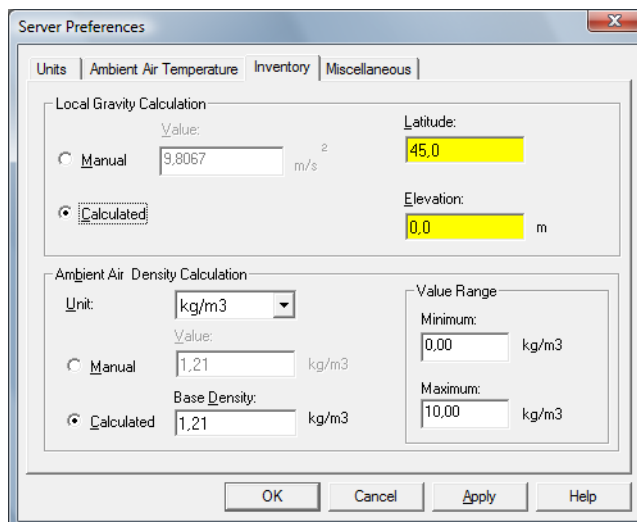 Server Preferences
Units Ambient Air Temperature Inventory Miscellaneous
Local Gravity Calculation
Value:
Manual 9,8067 m/s 2
Calculated
Latitude:
45,0
Elevation:
0,0 m
Ambient Air Density Calculation
Unit: kg/m3
Value:
Manual 1,21 kg/m3
Base Density:
Calculated 1,21 kg/m3
Value Range
Minimum:
0,00 kg/m3
Maximum:
10,00 kg/m3
OK Cancel Apply Help